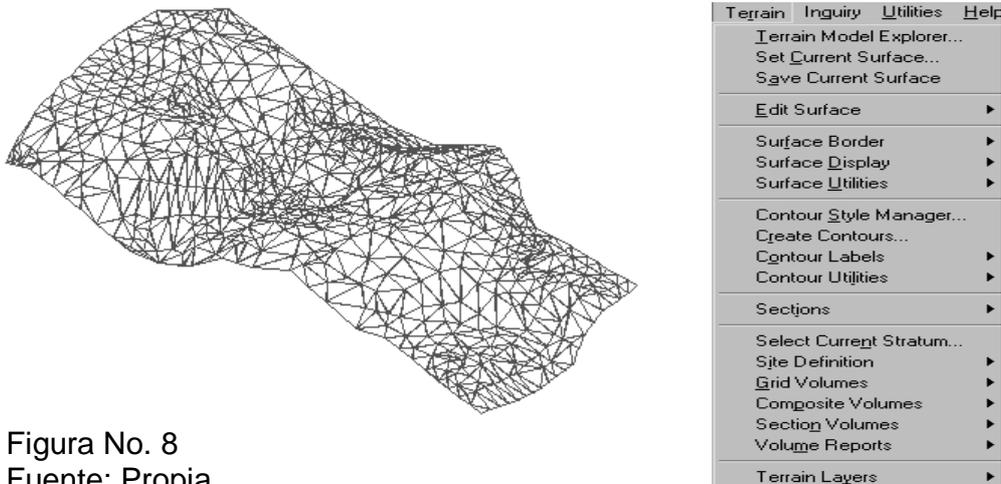 Terrain Inquiry Utilities Help
Terrain Model Explorer...
Set Current Surface...
Save Current Surface
Edit Surface
Surface Border
Surface Display
Surface Utilities
Contour Style Manager...
Create Contours...
Contour Labels
Contour Utilities
Sections
Select Current Stratum...
Site Definition
Grid Volumes
Composite Volumes
Section Volumes
Volume Reports
Terrain Layers
Figura No. 8
Fuente: Propia